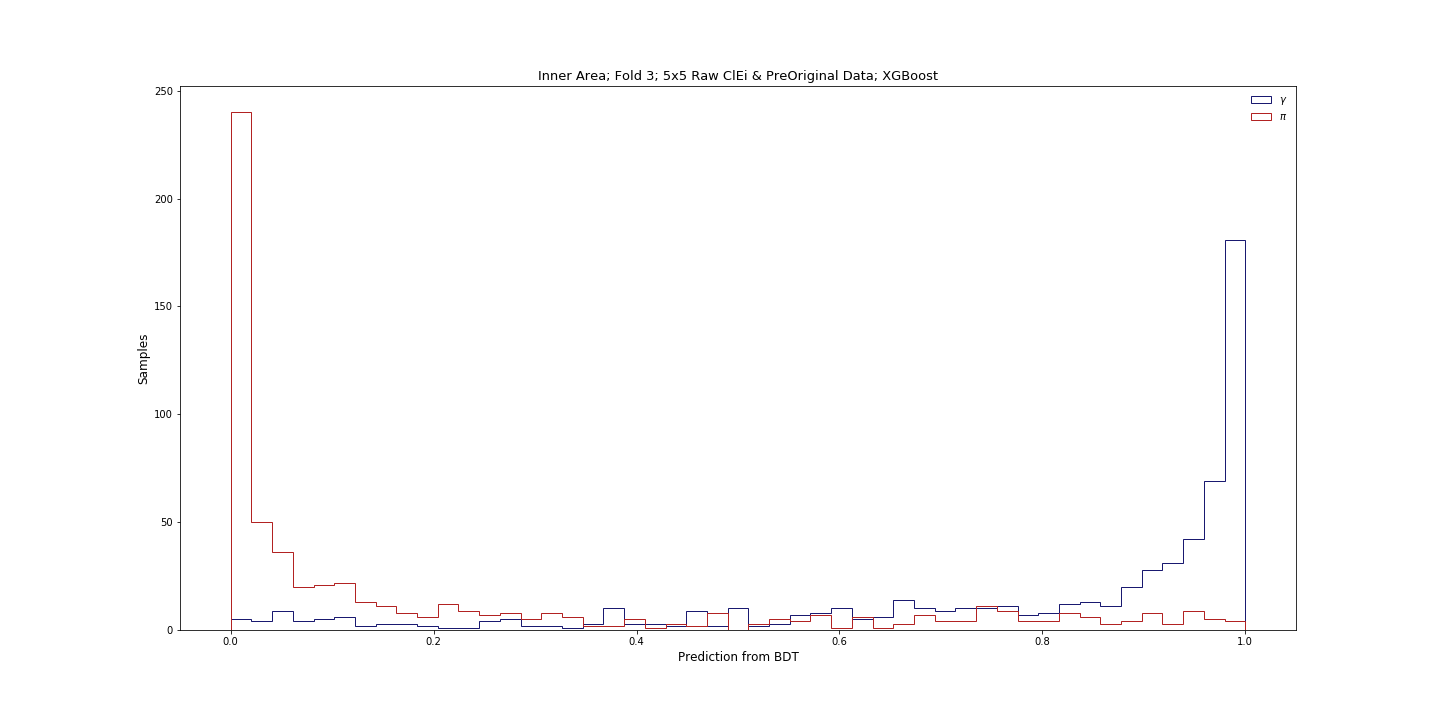 Inner Area; Fold 3; 5x5 Raw ClEi & PreOriginal Data; XGBoost
250
γ
π
200
150
Samples
100
50
0
0.0 0.2 0.4 0.6 0.8 1.0
Prediction from BDT